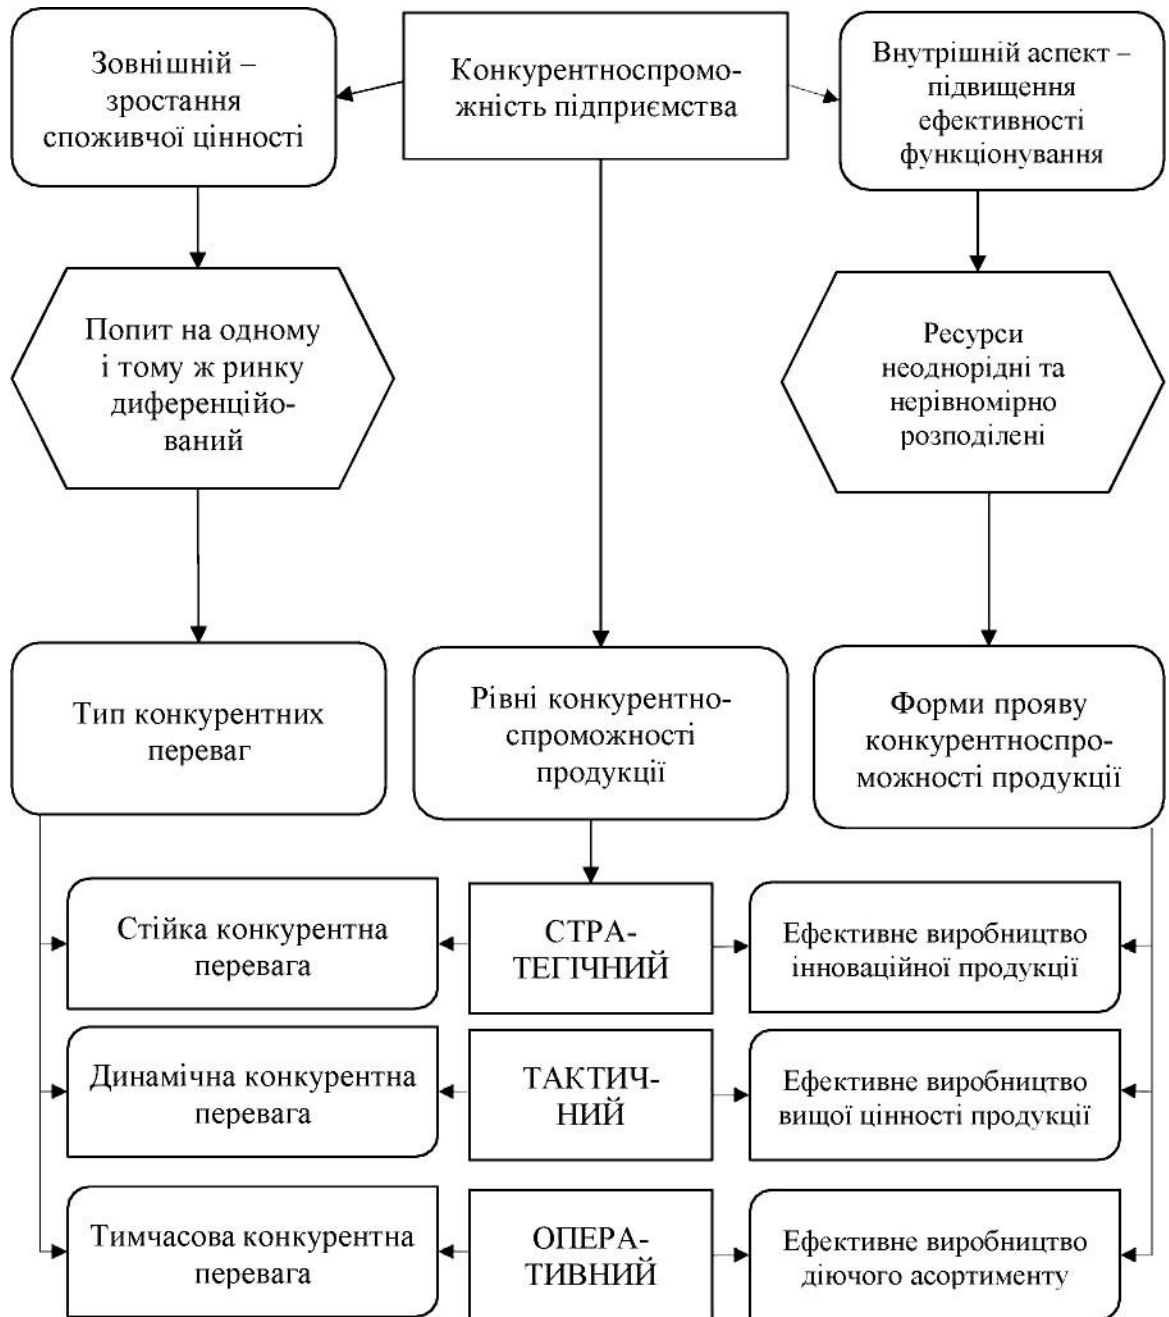 Зовнішній –
зростання
споживчої цінності
Конкурентноспромо-
жність підприємства
Внутрішній аспект –
підвищення
ефективності
функціонування
Попит на одному
і тому ж ринку
диференційо-
ваний
Ресурси
неоднорідні та
нерівномірно
розподілені
Тип конкурентних
переваг
Рівні конкурентно-
спроможності
продукції
Форми прояву
конкурентноспро-
можності продукції
Стійка конкурентна
перевага
СТРА-
ТЕГІЧНИЙ
Ефективне виробництво
інноваційної продукції
Динамічна конкурентна
перевага
ТАКТИЧ-
НИЙ
Ефективне виробництво
вищої цінності продукції
Тимчасова конкурентна
перевага
ОПЕРА-
ТИВНИЙ
Ефективне виробництво
діючого асортименту